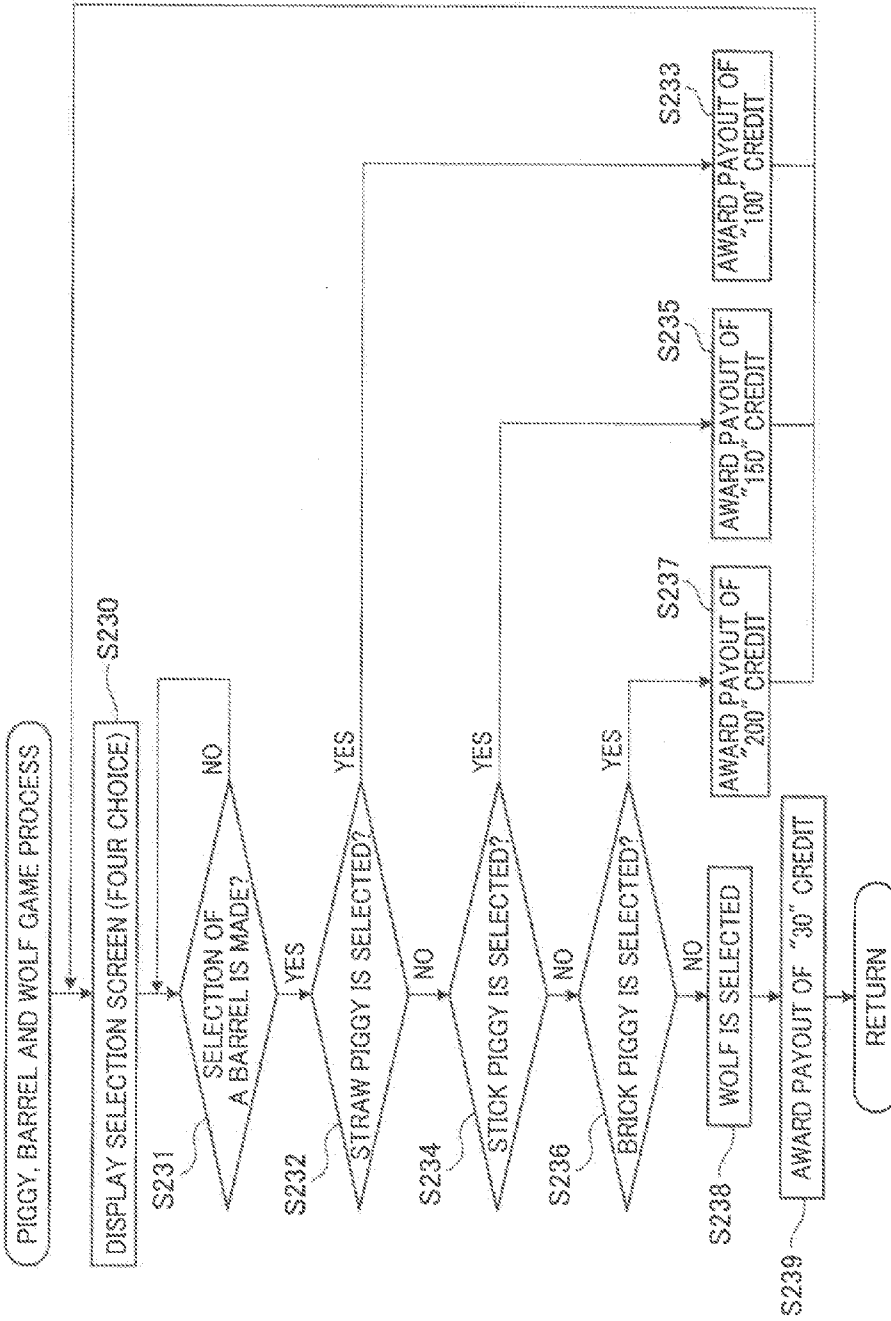 PIGGY, BARREL AND WOLF GAME PROCESS
DISPLAY SELECTION SCREEN (FOUR CHOICE)
S230
SELECTION OF
A BARREL IS MADE?
S231
NO
YES
STRAW PIGGY IS SELECTED?
S232
YES
NO
AWARD PAYOUT OF
"100" CREDIT
S233
STICK PIGGY IS SELECTED?
S234
YES
NO
AWARD PAYOUT OF
"150" CREDIT
S235
BRICK PIGGY IS SELECTED?
S236
YES
NO
AWARD PAYOUT OF
"200" CREDIT
S237
WOLF IS SELECTED
S238
AWARD PAYOUT OF "30" CREDIT
S239
RETURN